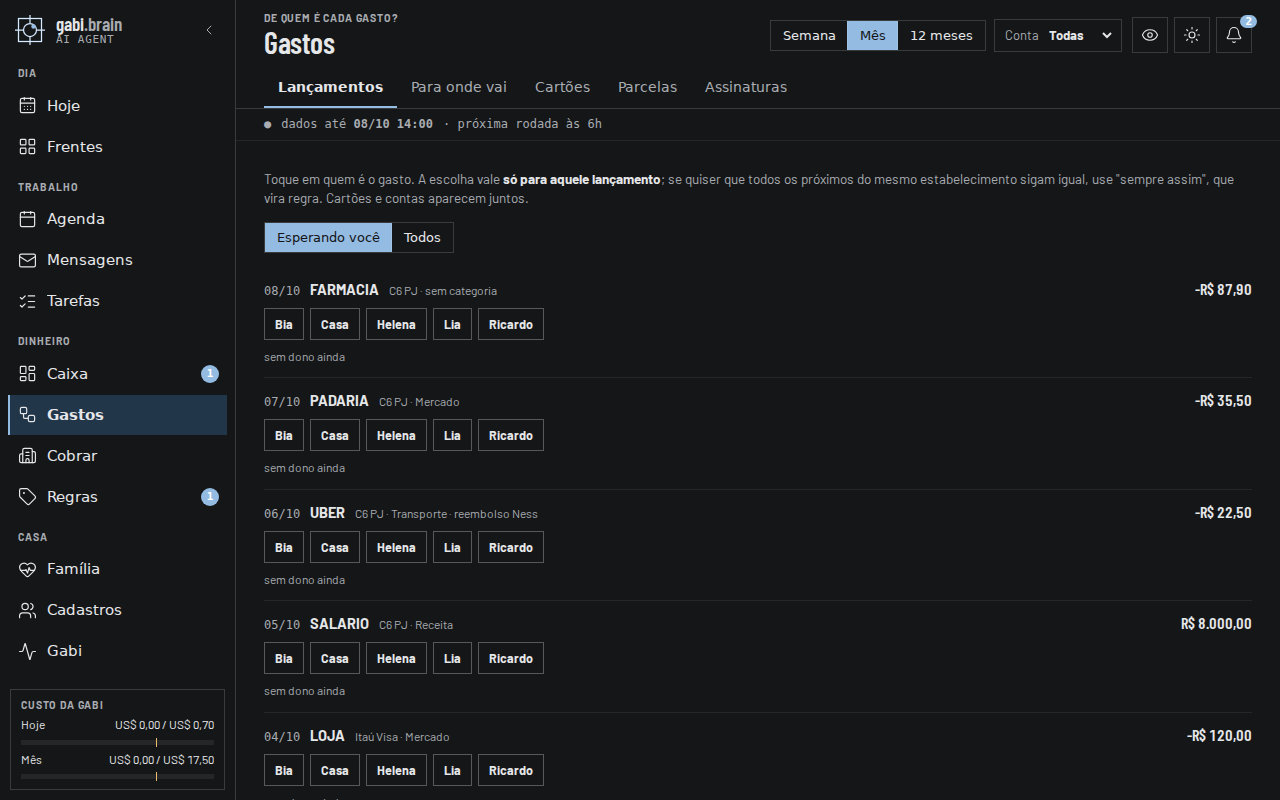 gabi.brain
AI AGENT
DIA
Hoje
Frentes
TRABALHO
Agenda
Mensagens
Tarefas
DINHEIRO
Caixa 1
Gastos
Cobrar
Regras 1
CASA
Família
Cadastros
Gabi
CUSTO DA GABI
Hoje US$ 0,00 / US$ 0,70
Mês US$ 0,00 / US$ 17,50
DE QUEM É CADA GASTO?
Gastos
Semana Mês 12 meses Conta Todas 2
Lançamentos Para onde vai Cartões Parcelas Assinaturas
● dados até 08/10 14:00 · próxima rodada às 6h
Toque em quem é o gasto. A escolha vale só para aquele lançamento; se quiser que todos os próximos do mesmo estabelecimento sigam igual, use "sempre assim", que
vira regra. Cartões e contas aparecem juntos.
Esperando você Todos
08/10 FARMACIA C6 PJ · sem categoria -R$ 87,90
Bia Casa Helena Lia Ricardo
sem dono ainda
07/10 PADARIA C6 PJ · Mercado -R$ 35,50
Bia Casa Helena Lia Ricardo
sem dono ainda
06/10 UBER C6 PJ · Transporte · reembolso Ness -R$ 22,50
Bia Casa Helena Lia Ricardo
sem dono ainda
05/10 SALARIO C6 PJ · Receita R$ 8.000,00
Bia Casa Helena Lia Ricardo
sem dono ainda
04/10 LOJA Itaú Visa · Mercado -R$ 120,00
Bia Casa Helena Lia Ricardo